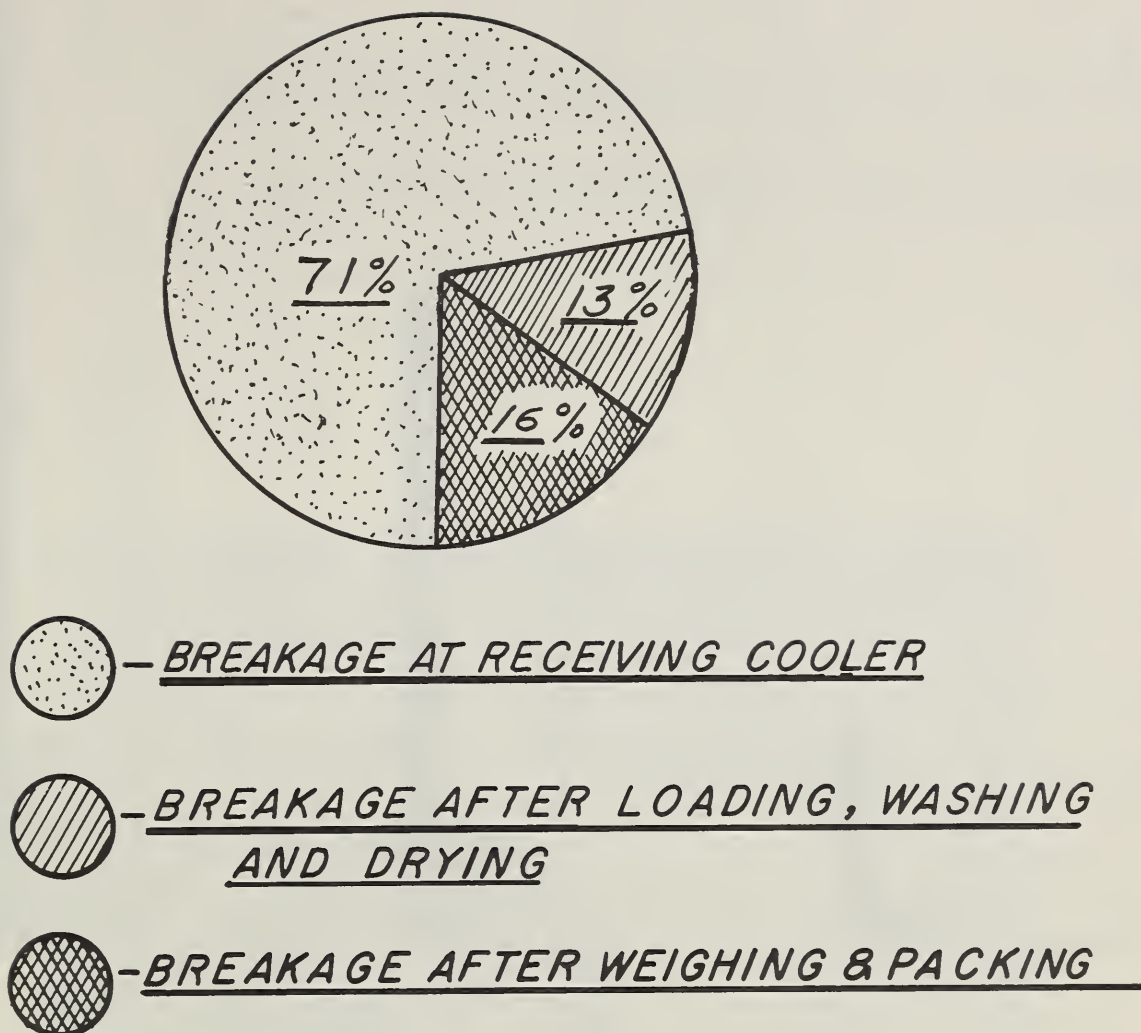 71%
13%
16%
- BREAKAGE AT RECEIVING COOLER
- BREAKAGE AFTER LOADING, WASHING
AND DRYING
- BREAKAGE AFTER WEIGHING & PACKING